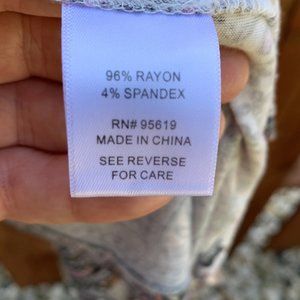 96% RAYON
4% SPANDEX
RN# 95619
MADE IN CHINA
SEE REVERSE
FOR CARE